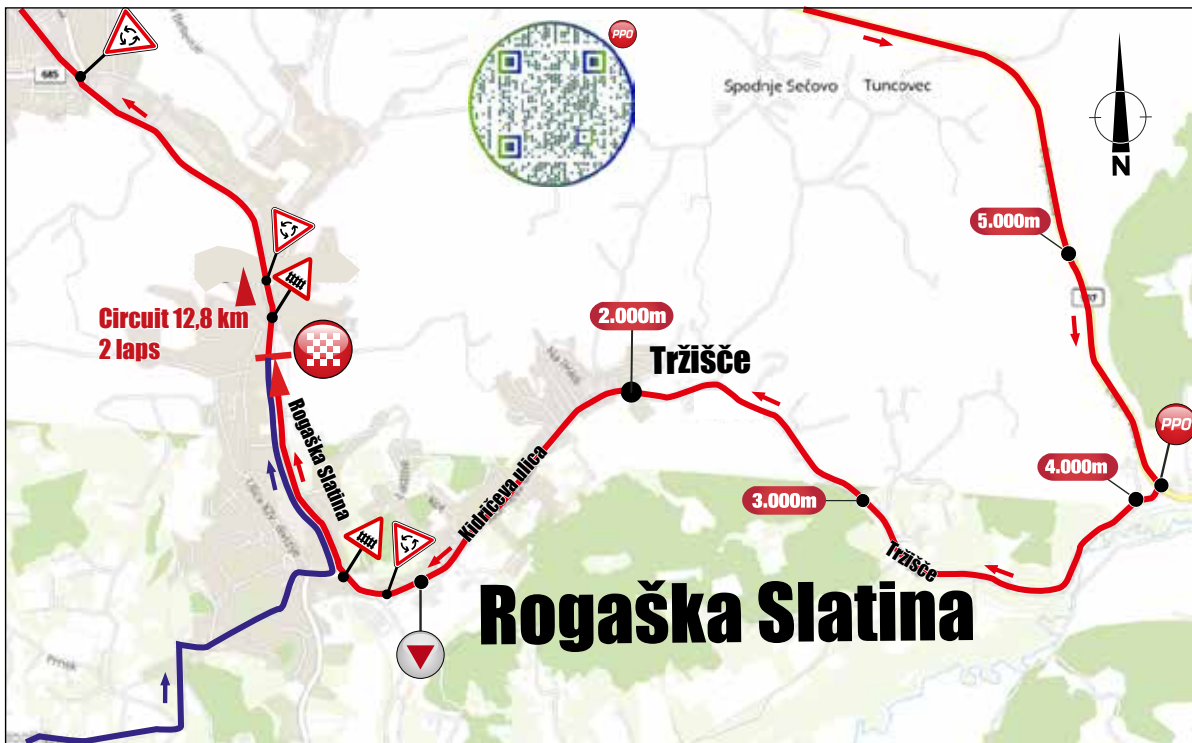 PPO
685
Spodnje Sečovo
Tuncovec
N
5.000m
Circuit 12,8 km
2 laps
2.000m
Tržišče
Rogaška Slatina
Kidričeva ulica
PPO
4.000m
3.000m
Tržišče
Rogaška Slatina